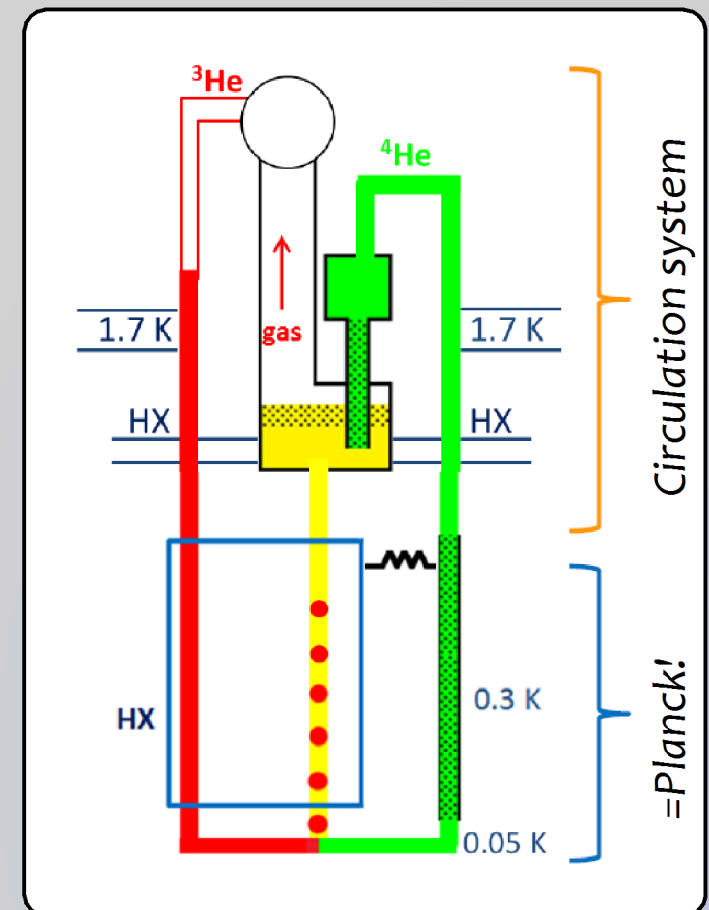 ³He
⁴He
gas
1.7 K
1.7 K
HX
HX
HX
0.3 K
0.05 K
Circulation system
=Planck!